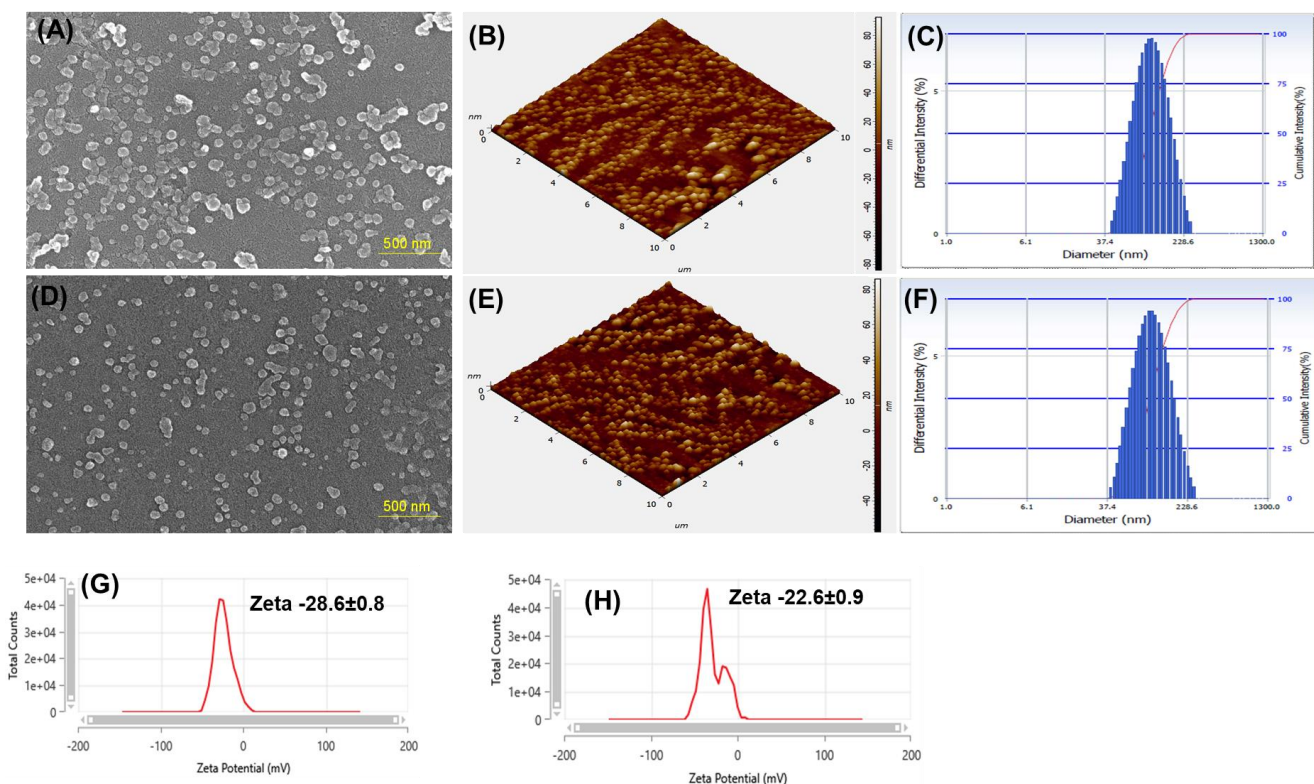 (A)
500 nm
(B)
nm
0
2
4
6
8
10
0
2
4
6
8
10
um
80
60
40
20
0
-20
-40
-60
-80
nm
(C)
Differential Intensity (%)
5
0
1.0
6.1
37.4
228.6
1300.0
Diameter (nm)
100
75
50
25
0
Cumulative Intensity(%)
(D)
500 nm
(E)
nm
0
2
4
6
8
10
0
2
4
6
8
10
um
80
60
40
20
0
-20
-40
nm
(F)
Differential Intensity (%)
5
0
1.0
6.1
37.4
228.6
1300.0
Diameter (nm)
100
75
50
25
0
Cumulative Intensity(%)
(G)
Zeta -28.6±0.8
Total Counts
5e+04
4e+04
3e+04
2e+04
1e+04
0
-200
-100
0
100
200
Zeta Potential (mV)
(H)
Zeta -22.6±0.9
Total Counts
5e+04
4e+04
3e+04
2e+04
1e+04
0
-200
-100
0
100
200
Zeta Potential (mV)